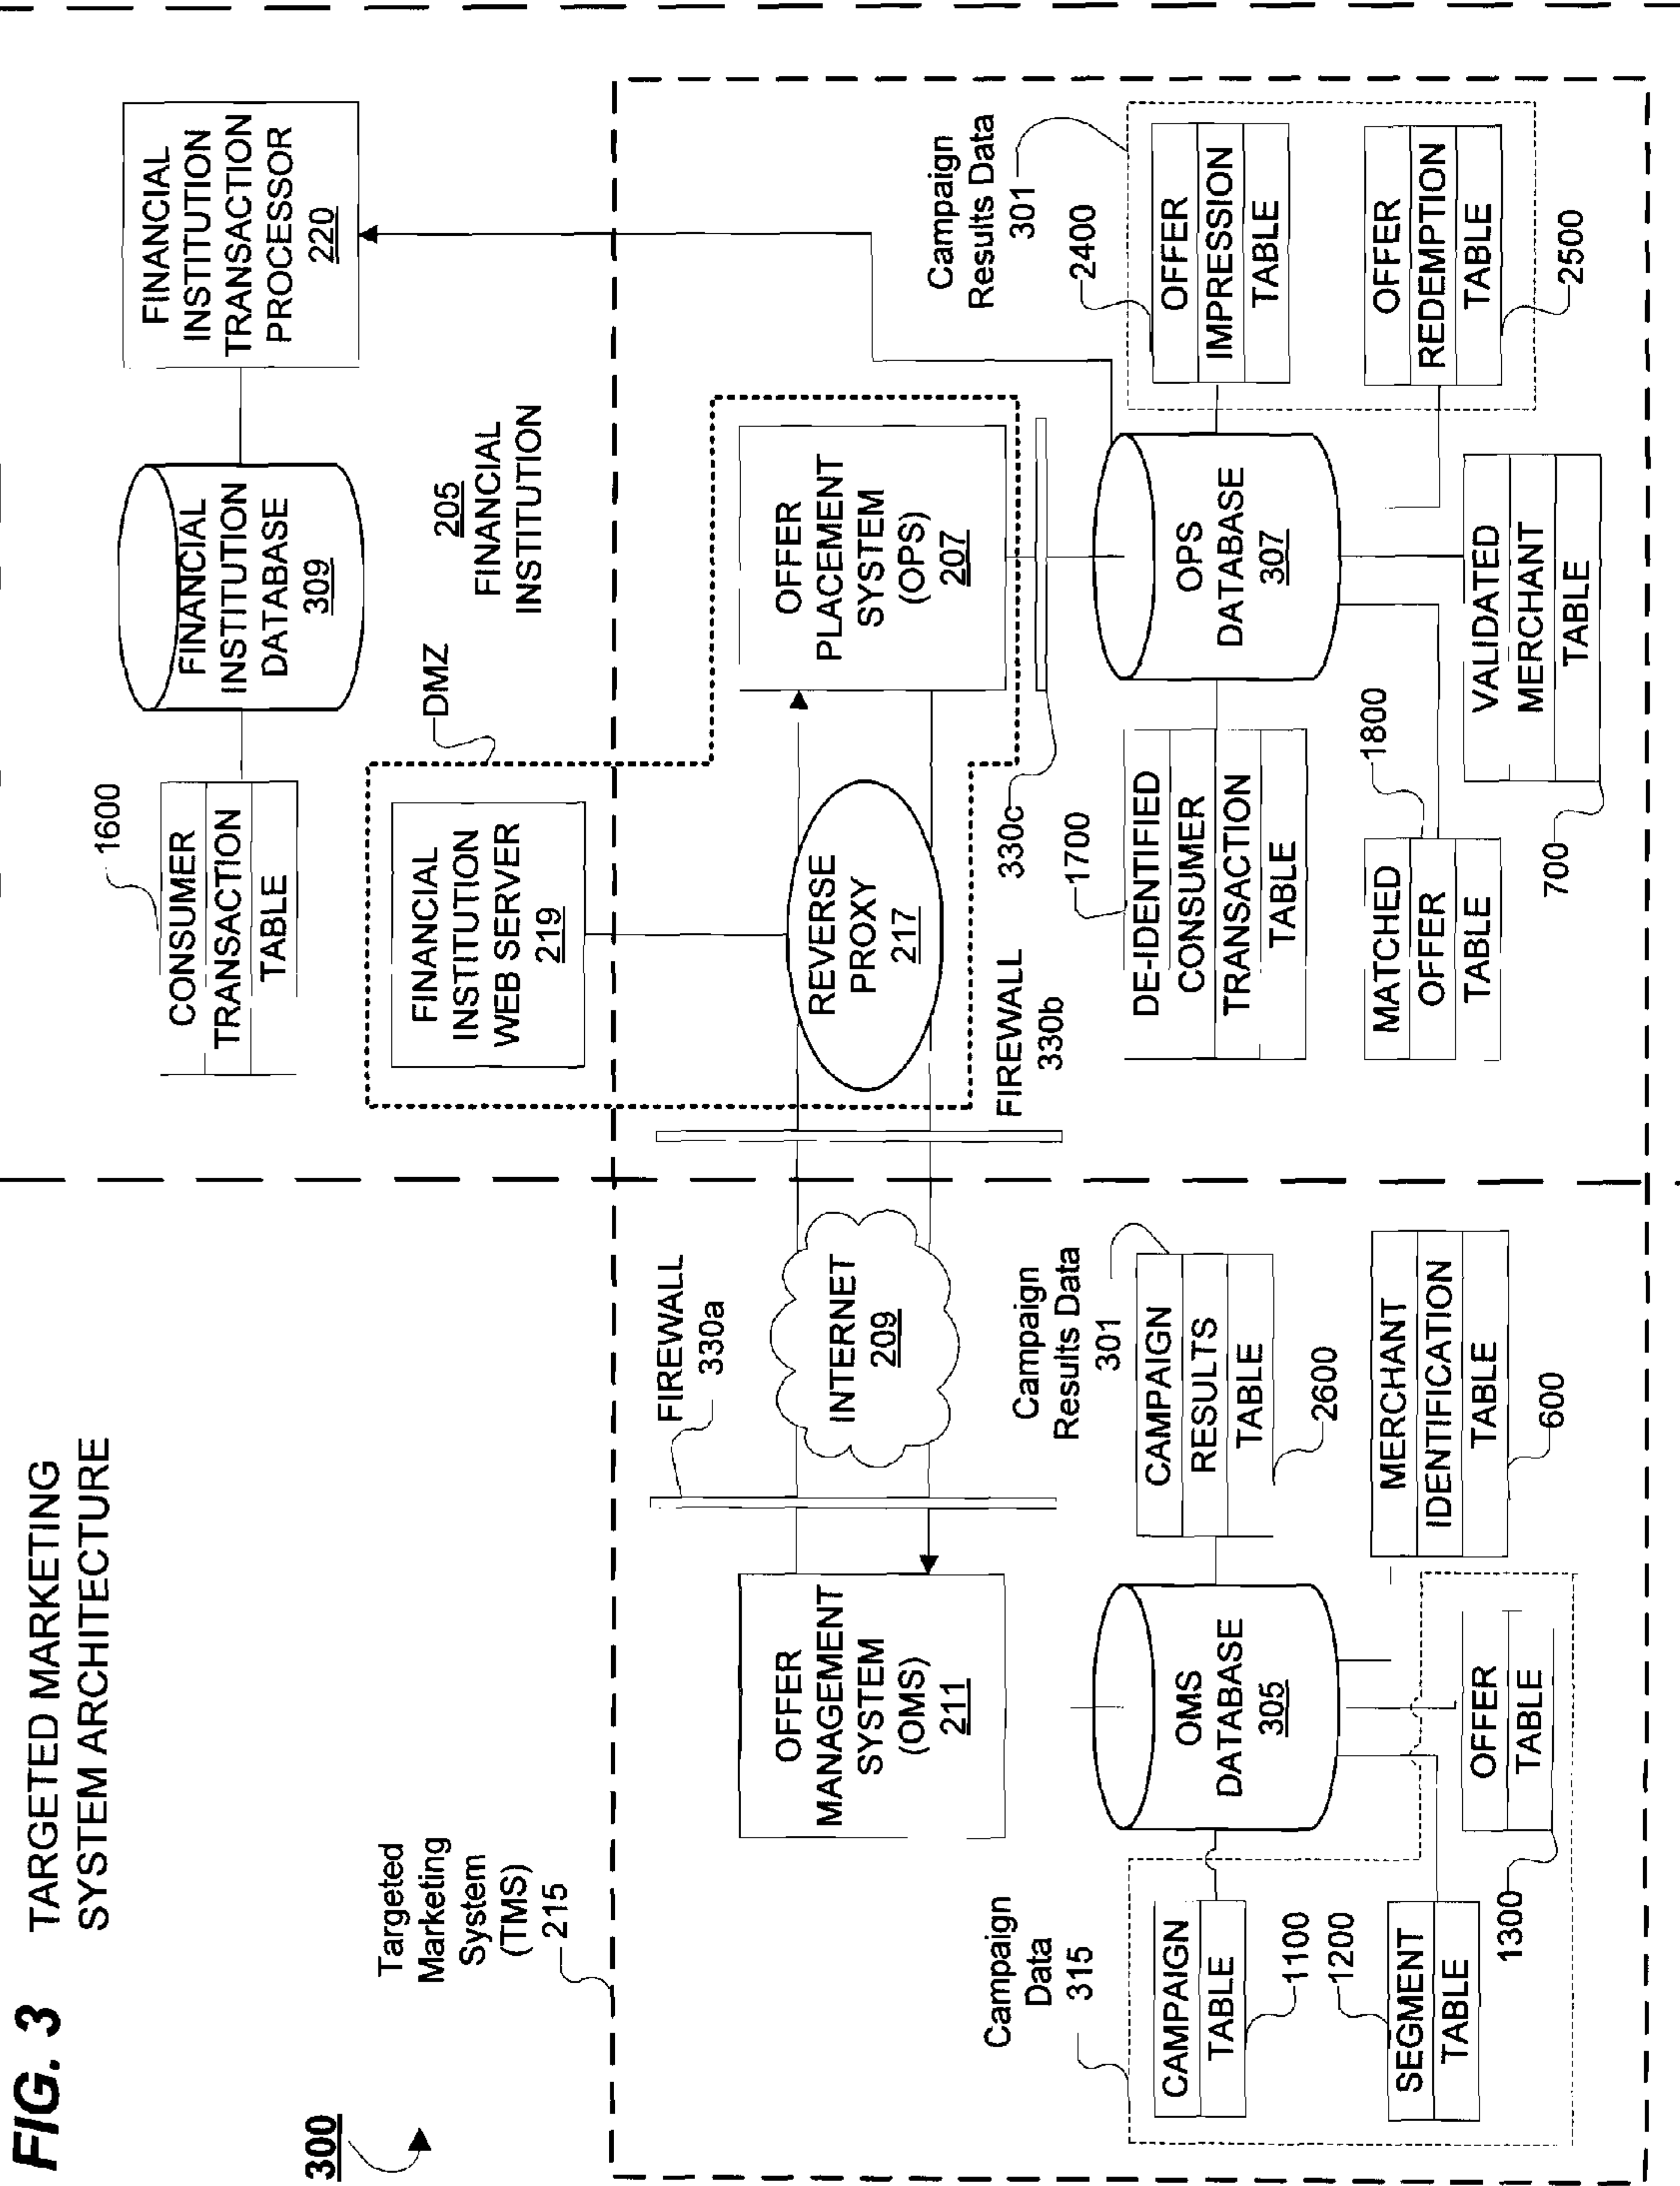 FIG. 3
TARGETED MARKETING
SYSTEM ARCHITECTURE
300
Targeted
Marketing
System
(TMS)
215
1600
CONSUMER
TRANSACTION
TABLE
FINANCIAL
INSTITUTION
DATABASE
309
FINANCIAL
INSTITUTION
TRANSACTION
PROCESSOR
220
DMZ
205
FINANCIAL
INSTITUTION
FINANCIAL
INSTITUTION
WEB SERVER
219
FIREWALL
330a
OFFER
MANAGEMENT
SYSTEM
(OMS)
211
INTERNET
209
REVERSE
PROXY
217
OFFER
PLACEMENT
SYSTEM
(OPS)
207
FIREWALL
330b
330c
Campaign
Data
315
CAMPAIGN
TABLE
1100
1200
SEGMENT
TABLE
OMS
DATABASE
305
1300
OFFER
TABLE
Campaign
Results Data
301
CAMPAIGN
RESULTS
TABLE
2600
MERCHANT
IDENTIFICATION
TABLE
600
1700
DE-IDENTIFIED
CONSUMER
TRANSACTION
TABLE
1800
MATCHED
OFFER
TABLE
OPS
DATABASE
307
700
VALIDATED
MERCHANT
TABLE
Campaign
Results Data
301
2400
OFFER
IMPRESSION
TABLE
OFFER
REDEMPTION
TABLE
2500